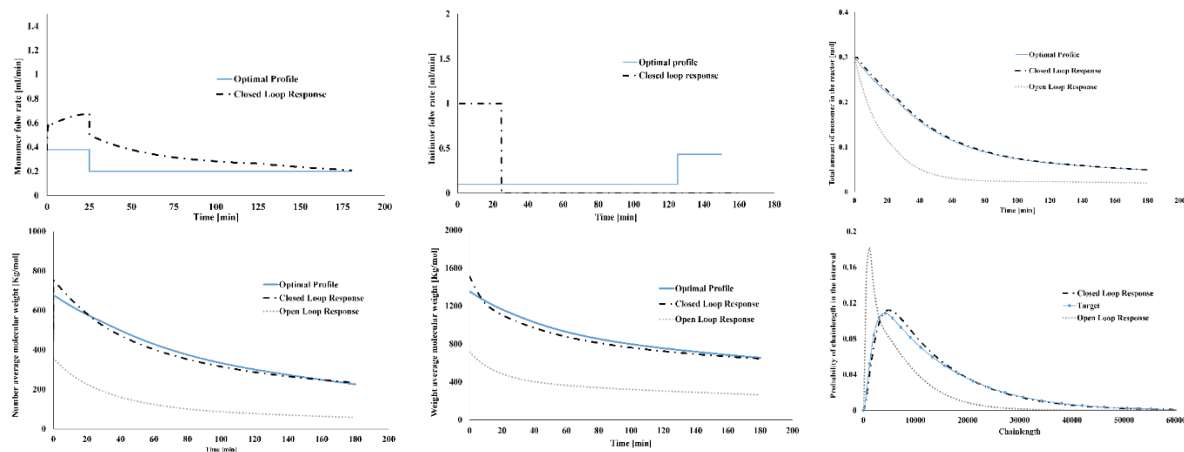 Monomer folw rate [ml/min]
1.4
1.2
1
0.8
0.6
0.4
0.2
0
Optimal Profile
Closed Loop Response
0 25 50 75 100 125 150 175 200
Time [min]
Initiator folw rate [ml/min]
2
1.5
1
0.5
0
Optimal profile
Closed loop response
0 20 40 60 80 100 120 140 160 180
Time [min]
Total amount of monomer in the reactor [mol]
0.4
0.3
0.2
0.1
0
Optimal Profile
Closed Loop Response
Open Loop Response
0 20 40 60 80 100 120 140 160 180 200
Time [min]
Number average molecular weight [Kg/mol]
1000
800
600
400
200
0
Optimal Profile
Closed Loop Response
Open Loop Response
0 20 40 60 80 100 120 140 160 180 200
Time [min]
Weight average molecular weight [Kg/mol]
2000
1600
1200
800
400
0
Optimal Profile
Closed Loop Response
Open Loop Response
0 20 40 60 80 100 120 140 160 180 200
Time [min]
Probability of chainlength in the interval
0.2
0.16
0.12
0.08
0.04
0
Closed Loop Response
Target
Open Loop Response
0 10000 20000 30000 40000 50000 60000
Chainlength